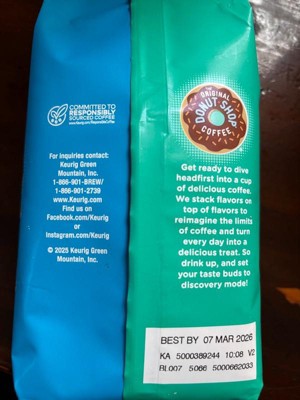 COMMITTED TO
RESPONSIBLY
SOURCED COFFEE
www.keurig.com/ResponsibleCoffee
For inquiries contact:
Keurig Green
Mountain, Inc.
1-866-901-BREW/
1-866-901-2739
www.Keurig.com
Find us on
Facebook.com/Keurig
or
Instagram.com/Keurig
© 2025 Keurig Green
Mountain, Inc.
THE ORIGINAL
DONUT SHOP
COFFEE
Get ready to dive
headfirst into a cup
of delicious coffee.
We stack flavors on
top of flavors to
reimagine the limits
of coffee and turn
every day into a
delicious treat. So
drink up, and set
your taste buds to
discovery mode!
BEST BY 07 MAR 2026
KA 5000389244 10:08 V2
RL007 5066 5000662033